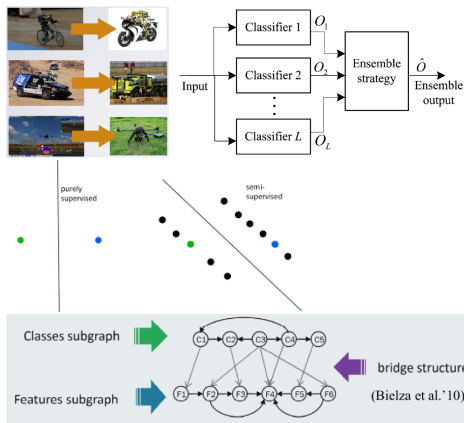 Classifier 1
O1
Classifier 2
O2
Input
Classifier L
OL
Ensemble
strategy
Ô
Ensemble
output
purely
supervised
semi-
supervised
Classes subgraph
C1 C2 C3 C4 C5
bridge structure
(Bielza et al.'10)
Features subgraph
F1 F2 F3 F4 F5 F6